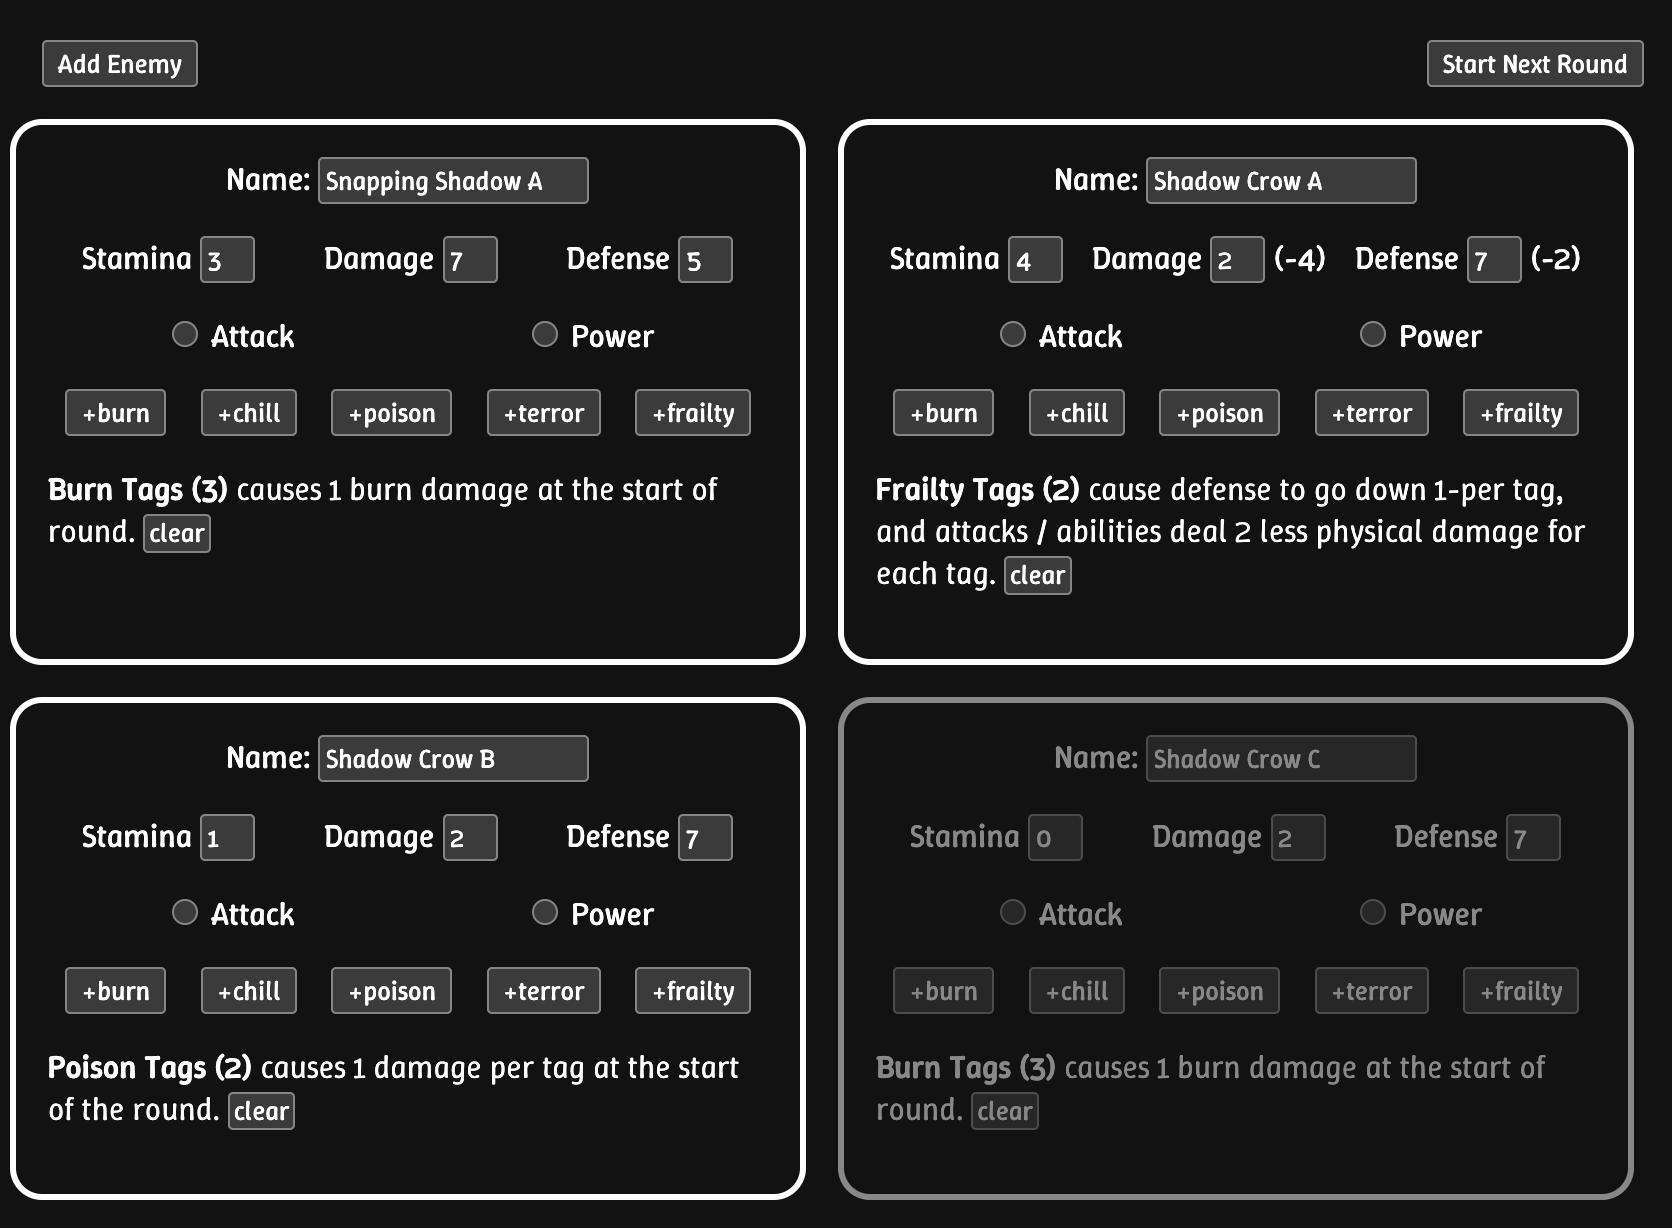 Add Enemy
Start Next Round
Name: Snapping Shadow A
Stamina 3 Damage 7 Defense 5
Attack Power
+burn +chill +poison +terror +frailty
Burn Tags (3) causes 1 burn damage at the start of
round. clear
Name: Shadow Crow A
Stamina 4 Damage 2 (-4) Defense 7 (-2)
Attack Power
+burn +chill +poison +terror +frailty
Frailty Tags (2) cause defense to go down 1-per tag,
and attacks / abilities deal 2 less physical damage for
each tag. clear
Name: Shadow Crow B
Stamina 1 Damage 2 Defense 7
Attack Power
+burn +chill +poison +terror +frailty
Poison Tags (2) causes 1 damage per tag at the start
of the round. clear
Name: Shadow Crow C
Stamina 0 Damage 2 Defense 7
Attack Power
+burn +chill +poison +terror +frailty
Burn Tags (3) causes 1 burn damage at the start of
round. clear